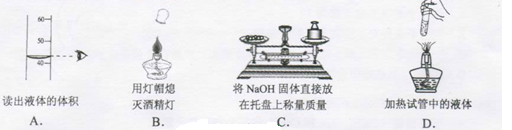 60
50
40
读出液体的体积
A.
用灯帽熄
灭酒精灯
B.
将 NaOH 固体直接放
在托盘上称量质量
C.
加热试管中的液体
D.